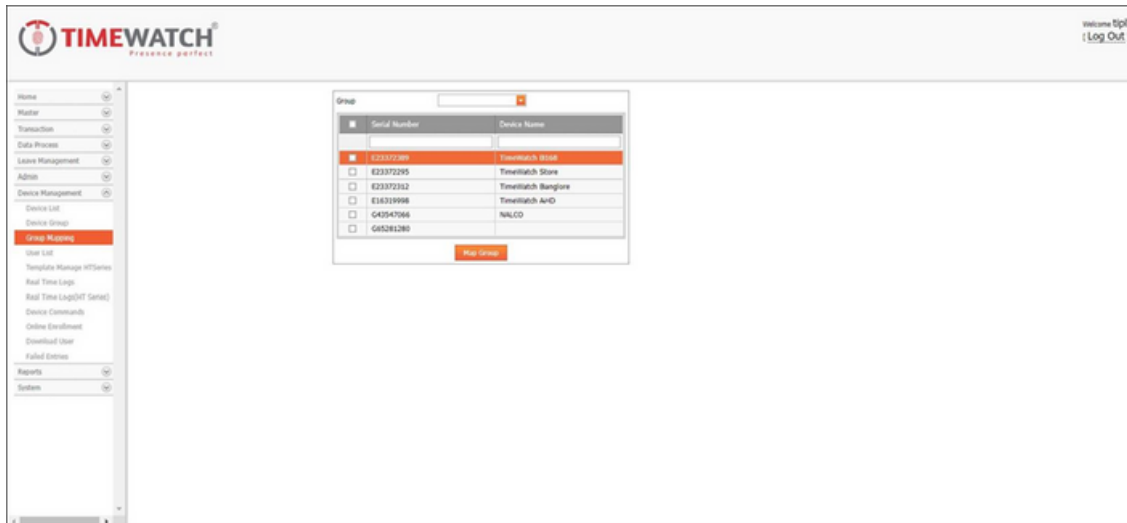 TIMEWATCH®
Presence perfect
Welcome tipl
[ Log Out
Home
Master
Transaction
Data Process
Leave Management
Admin
Device Management
Device List
Device Group
Group Mapping
User List
Template Manage HTSeries
Real Time Logs
Real Time Logs(HT Series)
Device Commands
Online Enrollment
Download User
Failed Entries
Reports
System
Group
Serial Number Device Name
E23372309 TimeWatch
E23372295 TimeWatch Store
E23372312 TimeWatch Banglore
E16319998 TimeWatch AHD
G43547066 NALCO
G65281280
Map Group